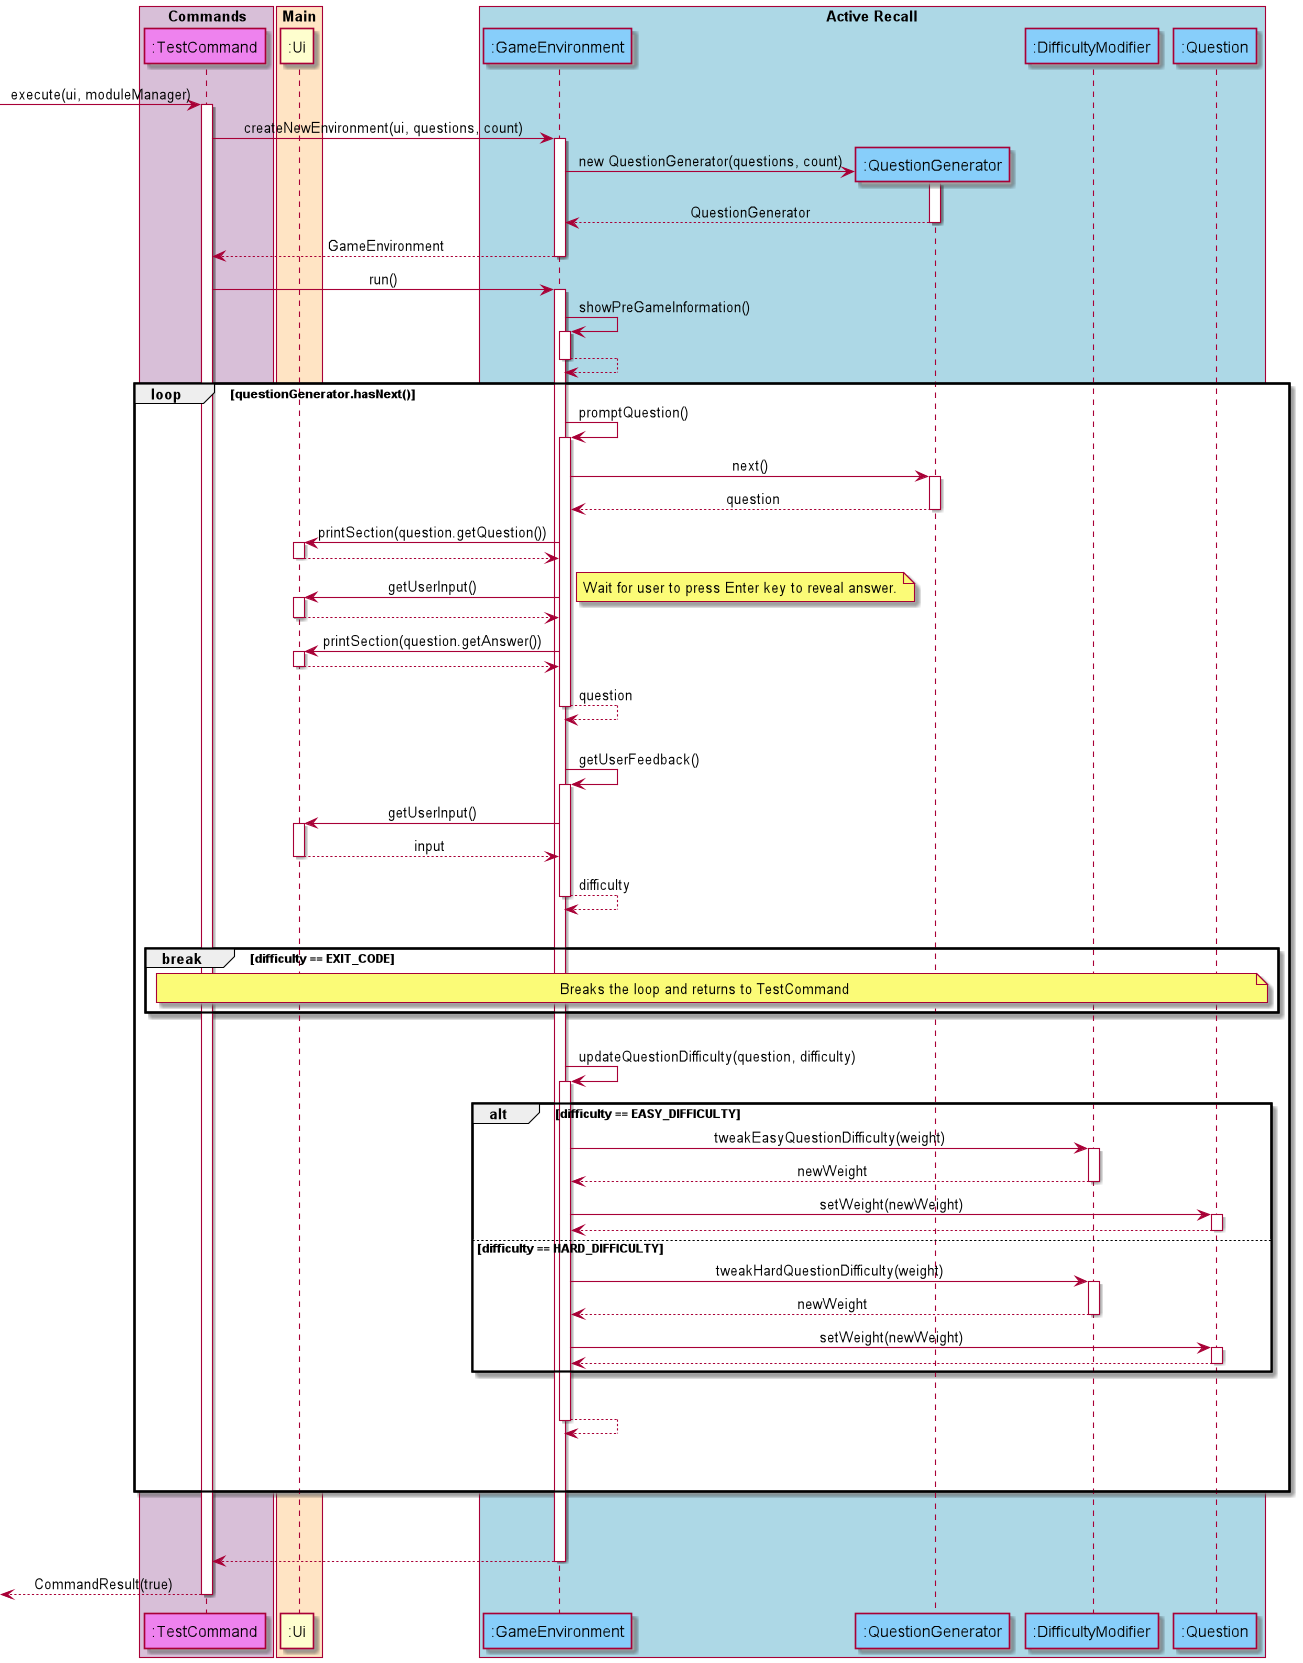 Commands
Main
Active Recall
:TestCommand
:Ui
:GameEnvironment
:DifficultyModifier
:Question
execute(ui, moduleManager)
createNewEnvironment(ui, questions, count)
new QuestionGenerator(questions, count)
:QuestionGenerator
QuestionGenerator
GameEnvironment
run()
showPreGameInformation()
loop
[questionGenerator.hasNext()]
promptQuestion()
next()
question
printSection(question.getQuestion())
getUserInput()
Wait for user to press Enter key to reveal answer.
printSection(question.getAnswer())
question
getUserFeedback()
getUserInput()
input
difficulty
break
[difficulty == EXIT_CODE]
Breaks the loop and returns to TestCommand
updateQuestionDifficulty(question, difficulty)
alt
[difficulty == EASY_DIFFICULTY]
tweakEasyQuestionDifficulty(weight)
newWeight
setWeight(newWeight)
[difficulty == HARD_DIFFICULTY]
tweakHardQuestionDifficulty(weight)
newWeight
setWeight(newWeight)
CommandResult(true)
:TestCommand
:Ui
:GameEnvironment
:QuestionGenerator
:DifficultyModifier
:Question